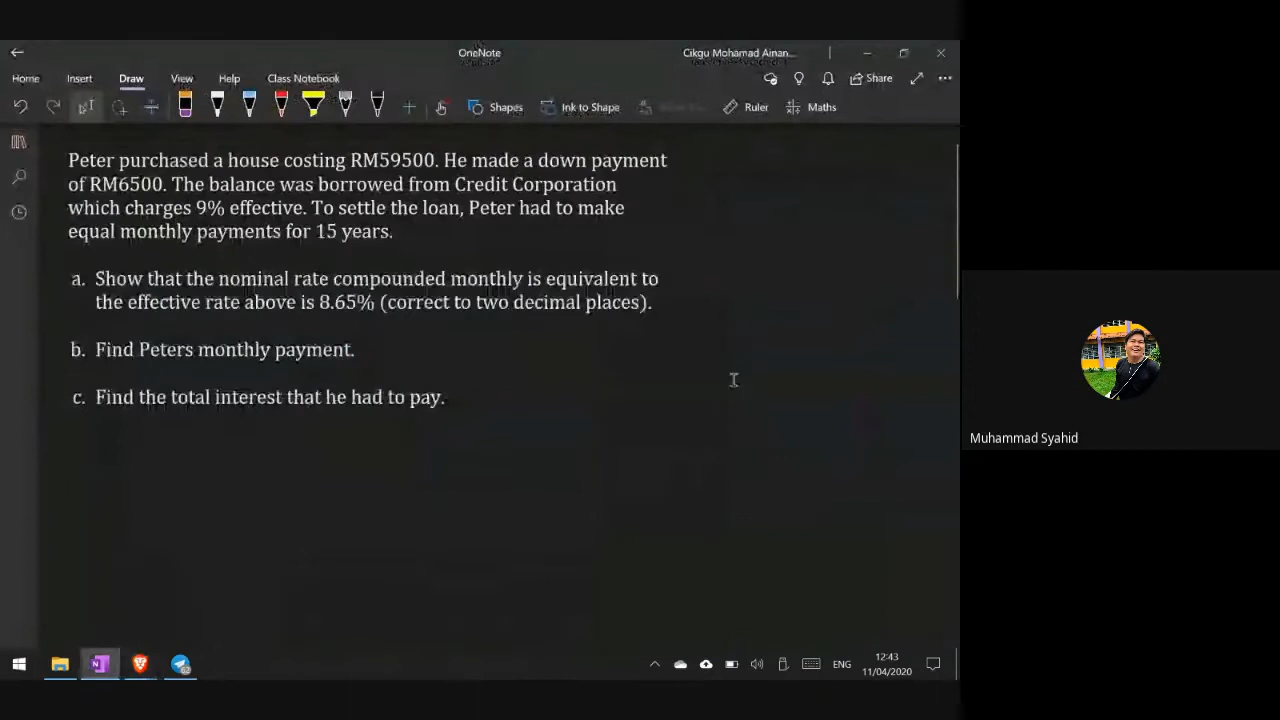 OneNote
Cikgu Mohamad Ainan...
Home Insert Draw View Help Class Notebook
Share
Shapes Ink to Shape Ruler Maths
Peter purchased a house costing RM59500. He made a down payment
of RM6500. The balance was borrowed from Credit Corporation
which charges 9% effective. To settle the loan, Peter had to make
equal monthly payments for 15 years.
a. Show that the nominal rate compounded monthly is equivalent to
the effective rate above is 8.65% (correct to two decimal places).
b. Find Peters monthly payment.
c. Find the total interest that he had to pay.
Muhammad Syahid
ENG
12:43
11/04/2020